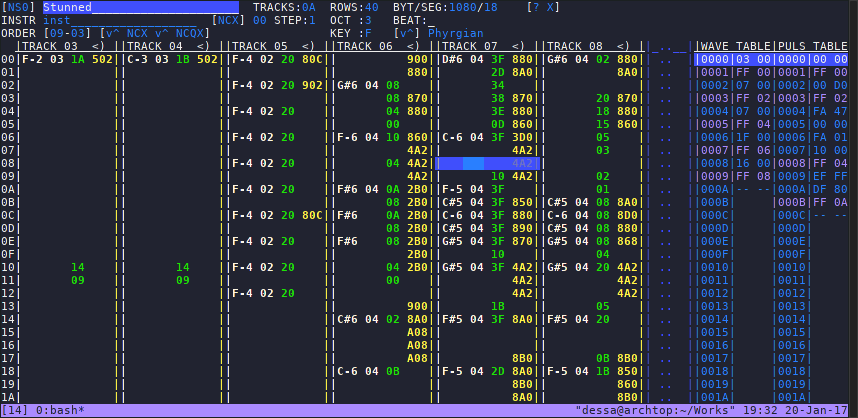 [NS0] Stunned______________________ TRACKS:0A ROWS:40 BYT/SEG:1080/18 [? X]
INSTR inst___________________ [NCX] 00 STEP:1 OCT :3 BEAT:_
ORDER [09-03] [v^ NCX v^ NCQX] KEY :F [v^] Phyrgian
|TRACK 03 <)||TRACK 04 <)||TRACK 05 <)||TRACK 06 <)||TRACK 07 <)||TRACK 08 <)||_..__||WAVE TABLE|PULS TABLE
00|F-2 03 1A 502||C-3 03 1B 502||F-4 02 20 80C|| 900||D#6 04 3F 880||G#6 04 02 880|| .. ||0000|03 00|0000|00 00
01| || || || 880|| 2D 8A0|| 8A0|| .. ||0001|FF 00|0001|FF 00
02| || ||F-4 02 20 902||G#6 04 08 || 34 || || .. ||0002|07 00|0002|00 D0
03| || || || 08 870|| 38 870|| 20 870|| .. ||0003|FF 02|0003|FF 02
04| || ||F-4 02 20 || 04 880|| 3E 880|| 18 880|| .. ||0004|07 00|0004|FA 47
05| || || || 00 || 0D 860|| 15 860|| .. ||0005|FF 04|0005|00 00
06| || ||F-4 02 20 ||F-6 04 10 860||C-6 04 3F 3D0|| 05 || .. ||0006|1F 00|0006|FA 01
07| || || || 4A2|| || 03 || .. ||0007|FF 06|0007|10 00
08| || ||F-4 02 20 || 04 4A2|| 4A2|| || .. ||0008|16 00|0008|FF 04
09| || || || 4A2|| 10 4A2|| 02 || .. ||0009|FF 08|0009|EF FF
0A| || ||F-4 02 20 ||F#6 04 0A 2B0||F-5 04 3F || 01 || .. ||000A|-- --|000A|DF 80
0B| || || || 08 2B0||C#5 04 3F 850||C#5 04 08 8A0|| .. ||000B| |000B|FF 0A
0C| || ||F-4 02 20 80C||F#6 0A 2B0||C-6 04 3F 880||C-6 04 08 8D0|| .. ||000C| |000C|-- --
0D| || || || 08 2B0||C#5 04 3F 890||C#5 04 08 880|| .. ||000D| |000D|
0E| || ||F-4 02 20 ||F#6 08 2B0||G#5 04 3F 870||G#5 04 08 868|| .. ||000E| |000E|
0F| || || || 2B0|| 10 || 04 || .. ||000F| |000F|
10| 14 || 14 ||F-4 02 20 || 04 2B0||G#5 04 3F 4A2||G#5 04 20 4A2|| .. ||0010| |0010|
11| 09 || 09 || || 00 || 4A2|| 4A2|| .. ||0011| |0011|
12| || ||F-4 02 20 || || 4A2|| 4A2|| .. ||0012| |0012|
13| || || || 900|| 1B || 05 || .. ||0013| |0013|
14| || || ||C#6 04 02 8A0||F#5 04 3F 8A0||F#5 04 20 || .. ||0014| |0014|
15| || || || A08|| || || .. ||0015| |0015|
16| || || || A08|| || || .. ||0016| |0016|
17| || || || A08|| 8B0|| 0B 8B0|| .. ||0017| |0017|
18| || || ||C-6 04 0B ||F-5 04 2D 8A0||F-5 04 1B 850|| .. ||0018| |0018|
19| || || || || 8B0|| 860|| .. ||0019| |0019|
1A| || || || || 8B0|| 8B0|| .. ||001A| |001A|
[14] 0:bash* "dessa@archtop:~/Works" 19:32 20-Jan-17